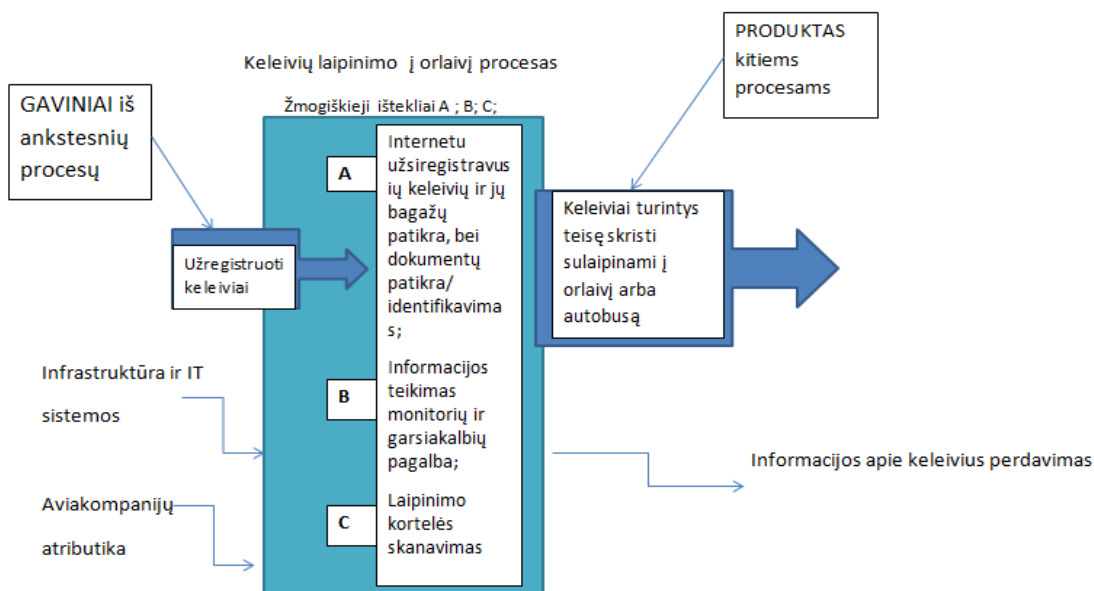 Keleivių laipinimo į orlaivį procesas
PRODUKTAS
kitiems
procesams
GAVINIAI iš
ankstesnių
procesų
Žmogiškieji ištekliai A ; B; C;
Užregistruoti
keleiviai
A
Internetu
užsiregistravus
ių keleivių ir jų
bagažų
patikra, bei
dokumentų
patikra/
identifikavima
s;
B
Informacijos
teikimas
monitorių ir
garsiakalbių
pagalba;
C
Laipinimo
kortelės
skanavimas
Keleiviai turintys
teisę skristi
sulaipinami į
orlaivį arba
autobusą
Infrastruktūra ir IT
sistemos
Aviakompanijų
atributika
Informacijos apie keleivius perdavimas